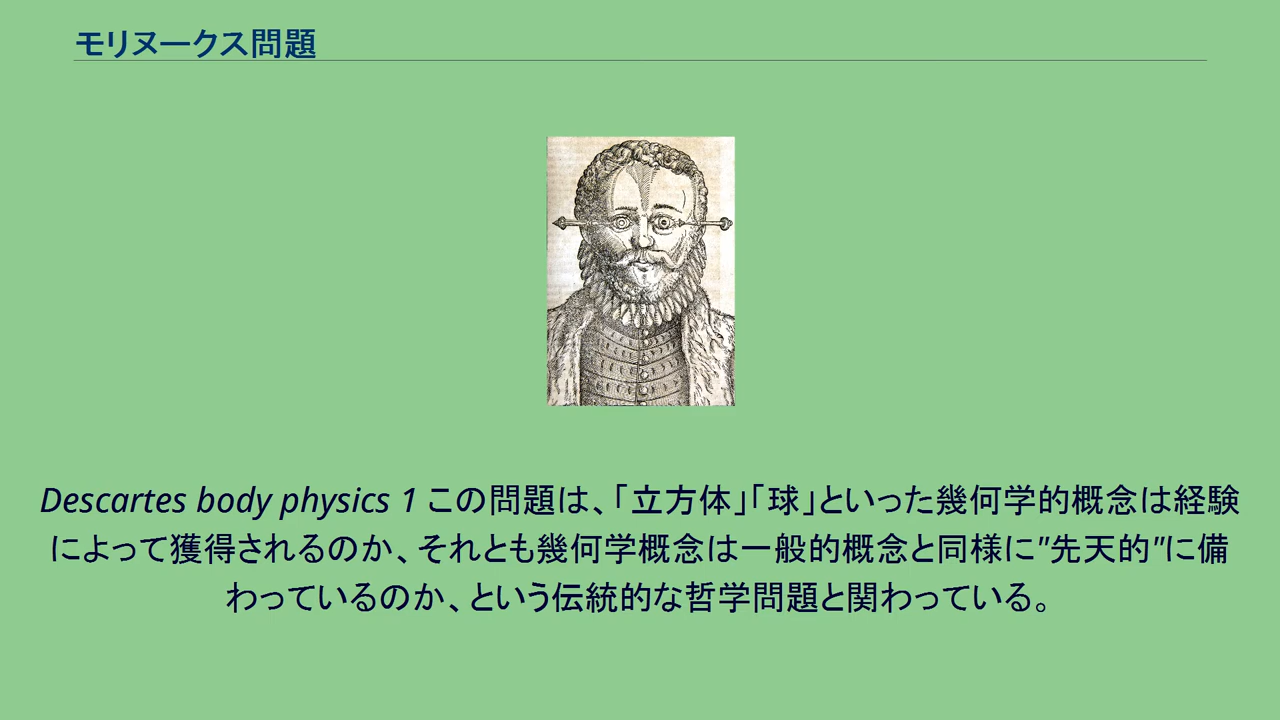 モリヌークス問題
Descartes body physics 1 この問題は、「立方体」「球」といった幾何学的概念は経験
によって獲得されるのか、それとも幾何学概念は一般的概念と同様に"先天的"に備
わっているのか、という伝統的な哲学問題と関わっている。